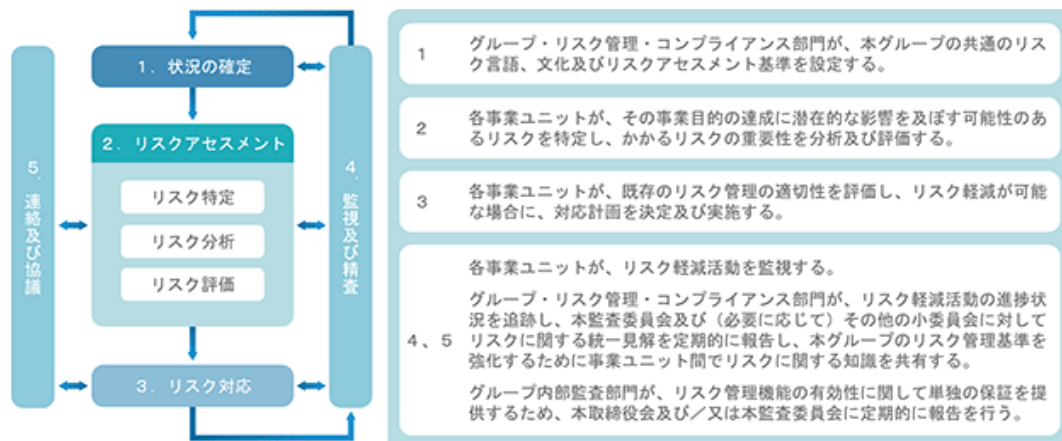 1．状況の確定
2．リスクアセスメント
リスク特定
リスク分析
リスク評価
3．リスク対応
4．監視及び精査
5．連絡及び協議
1
グループ・リスク管理・コンプライアンス部門が、本グループの共通のリス
ク言語、文化及びリスクアセスメント基準を設定する。
2
各事業ユニットが、その事業目的の達成に潜在的な影響を及ぼす可能性のあ
るリスクを特定し、かかるリスクの重要性を分析及び評価する。
3
各事業ユニットが、既存のリスク管理の適切性を評価し、リスク軽減が可能
な場合に、対応計画を決定及び実施する。
4、5
各事業ユニットが、リスク軽減活動を監視する。
グループ・リスク管理・コンプライアンス部門が、リスク軽減活動の進捗状
況を追跡し、本監査委員会及び（必要に応じて）その他の小委員会に対して
リスクに関する統一見解を定期的に報告し、本グループのリスク管理基準を
強化するために事業ユニット間でリスクに関する知識を共有する。
グループ内部監査部門が、リスク管理機能の有効性に関して単独の保証を提
供するため、本取締役会及び／又は本監査委員会に定期的に報告を行う。